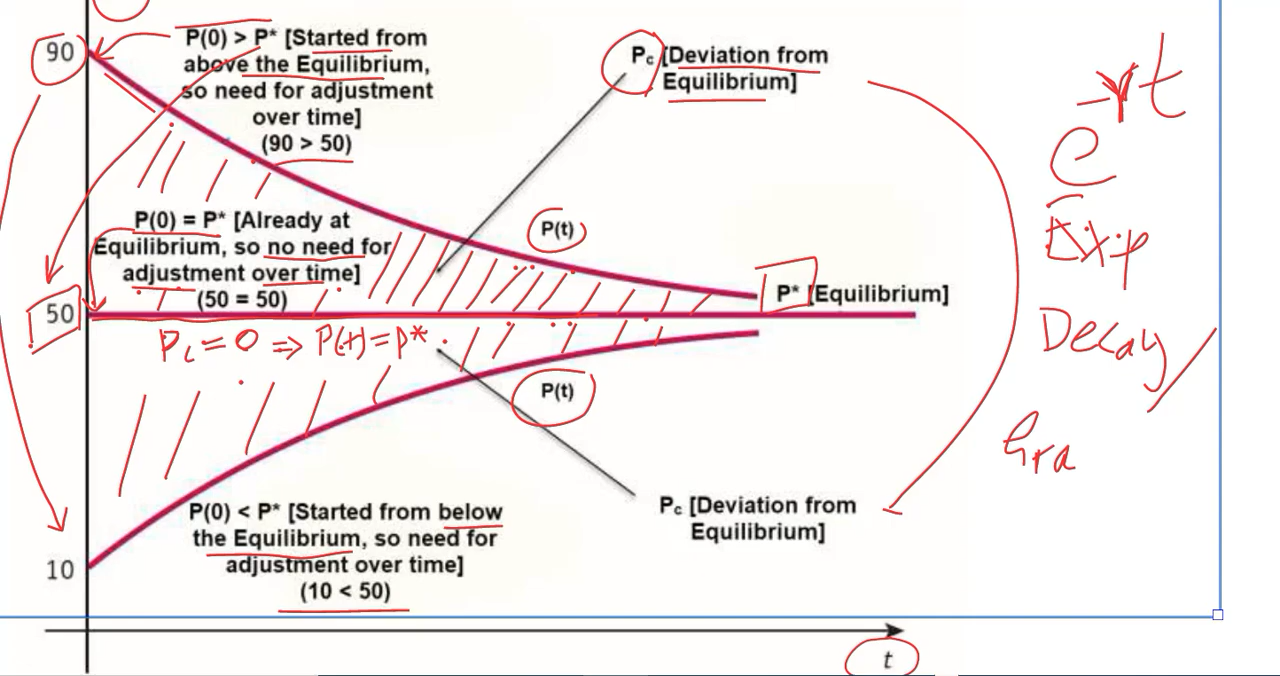 90
P(0) > P* [Started from
above the Equilibrium,
so need for adjustment
over time]
(90 > 50)
Pc [Deviation from
Equilibrium]
e^-rt
Exp
Decay
Gra
P(0) = P* [Already at
Equilibrium, so no need for
adjustment over time]
(50 = 50)
P(t)
P* [Equilibrium]
50
Pc = 0 ⇒ P(t) = P*
P(t)
P(0) < P* [Started from below
the Equilibrium, so need for
adjustment over time]
(10 < 50)
Pc [Deviation from
Equilibrium]
10
t